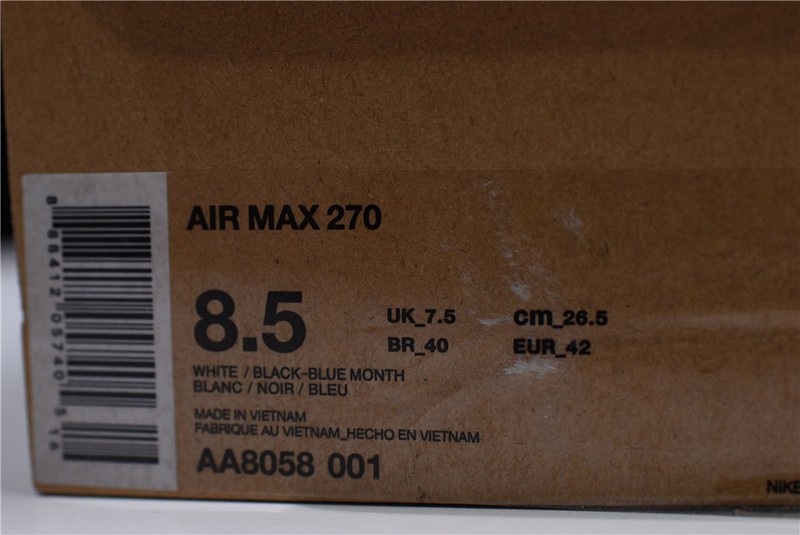 AIR MAX 270
8.5
UK_7.5 cm_26.5
BR_40 EUR_42
WHITE / BLACK-BLUE MONTH
BLANC / NOIR / BLEU
MADE IN VIETNAM
FABRIQUE AU VIETNAM_HECHO EN VIETNAM
AA8058 001
NIKE